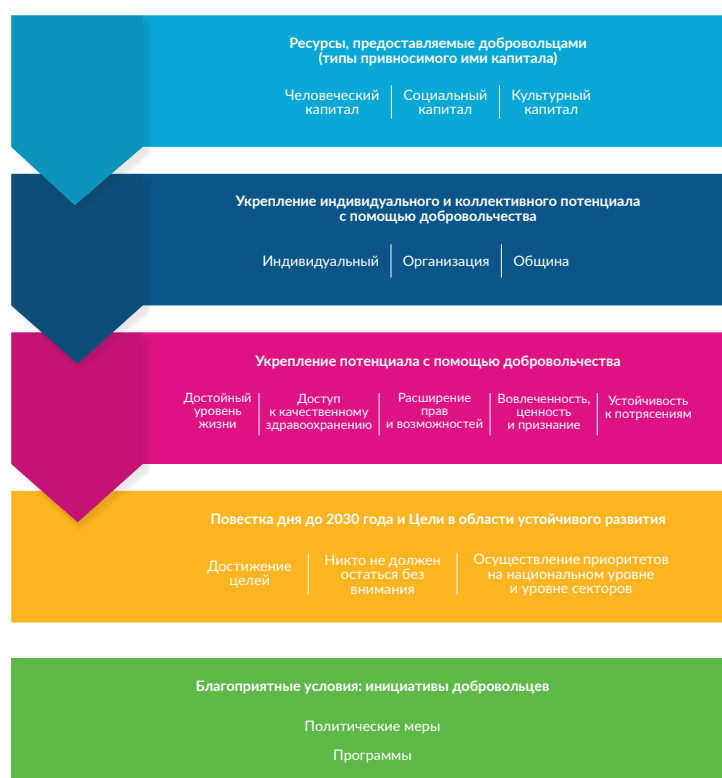 Ресурсы, предоставляемые добровольцами
(типы привносимого ими капитала)
Человеческий
капитал
Социальный
капитал
Культурный
капитал
Укрепление индивидуального и коллективного потенциала
с помощью добровольчества
Индивидуальный
Организация
Община
Укрепление потенциала с помощью добровольчества
Достойный
уровень
жизни
Доступ
к качественному
здравоохранению
Расширение
прав
и возможностей
Вовлеченность,
ценность
и признание
Устойчивость
к потрясениям
Повестка дня до 2030 года и Цели в области устойчивого развития
Достижение
целей
Никто не должен
остаться без
внимания
Осуществление приоритетов
на национальном уровне
и уровне секторов
Благоприятные условия: инициативы добровольцев
Политические меры
Программы